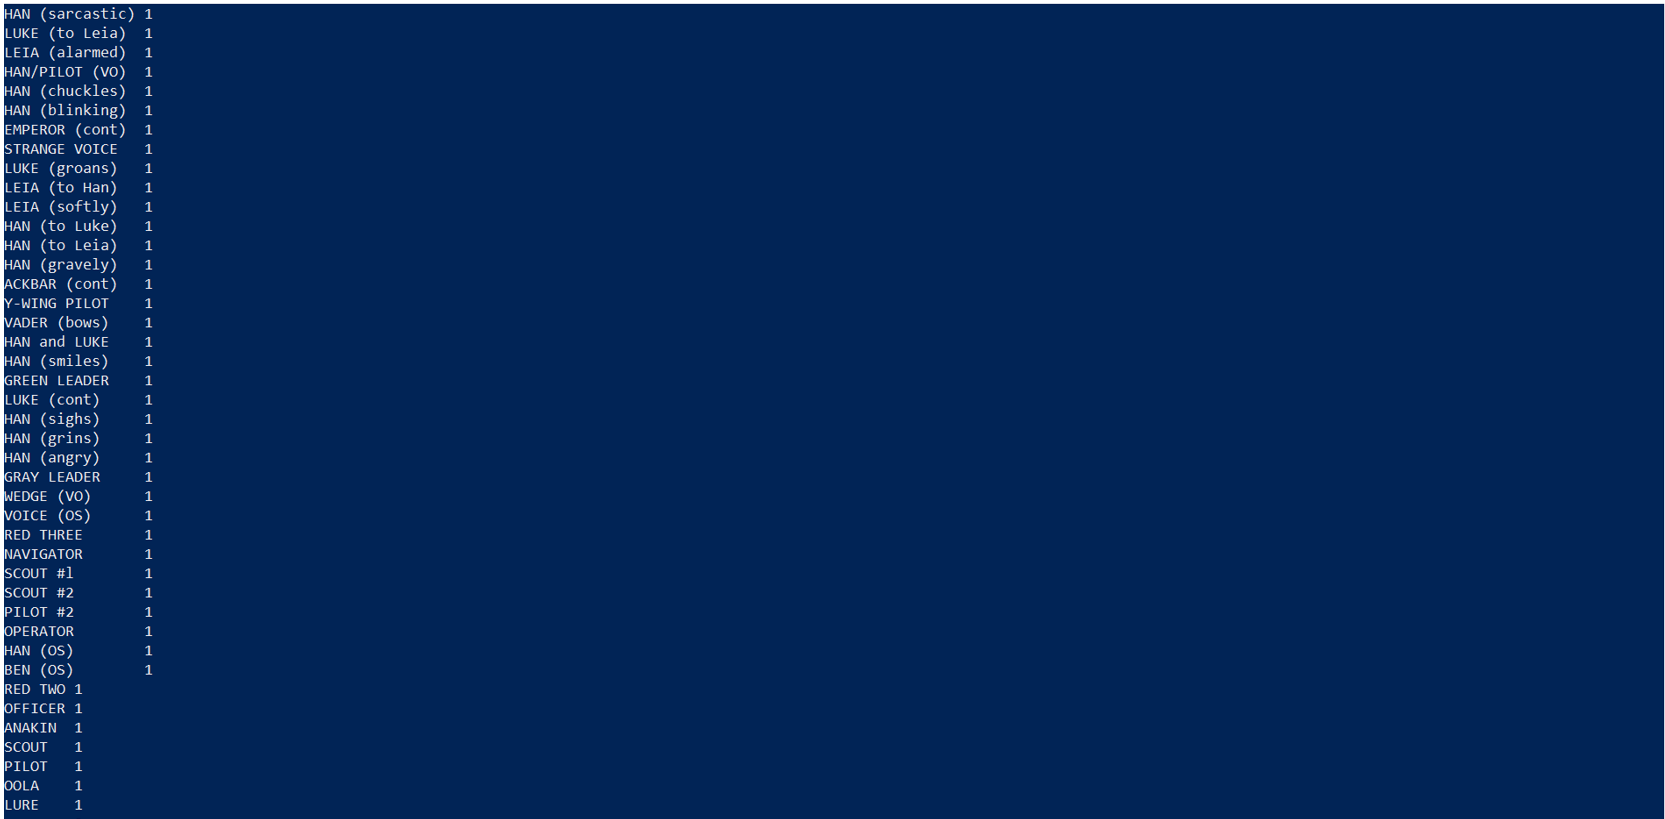 HAN (sarcastic) 1
LUKE (to Leia)  1
LEIA (alarmed)  1
HAN/PILOT (VO)  1
HAN (chuckles)  1
HAN (blinking)  1
EMPEROR (cont)  1
STRANGE VOICE   1
LUKE (groans)   1
LEIA (to Han)   1
LEIA (softly)   1
HAN (to Luke)   1
HAN (to Leia)   1
HAN (gravely)   1
ACKBAR (cont)   1
Y-WING PILOT    1
VADER (bows)    1
HAN and LUKE    1
HAN (smiles)    1
GREEN LEADER    1
LUKE (cont)     1
HAN (sighs)     1
HAN (grins)     1
HAN (angry)     1
GRAY LEADER     1
WEDGE (VO)      1
VOICE (OS)      1
RED THREE       1
NAVIGATOR       1
SCOUT #l        1
SCOUT #2        1
PILOT #2        1
OPERATOR        1
HAN (OS)        1
BEN (OS)        1
RED TWO 1
OFFICER 1
ANAKIN  1
SCOUT   1
PILOT   1
OOLA    1
LURE    1